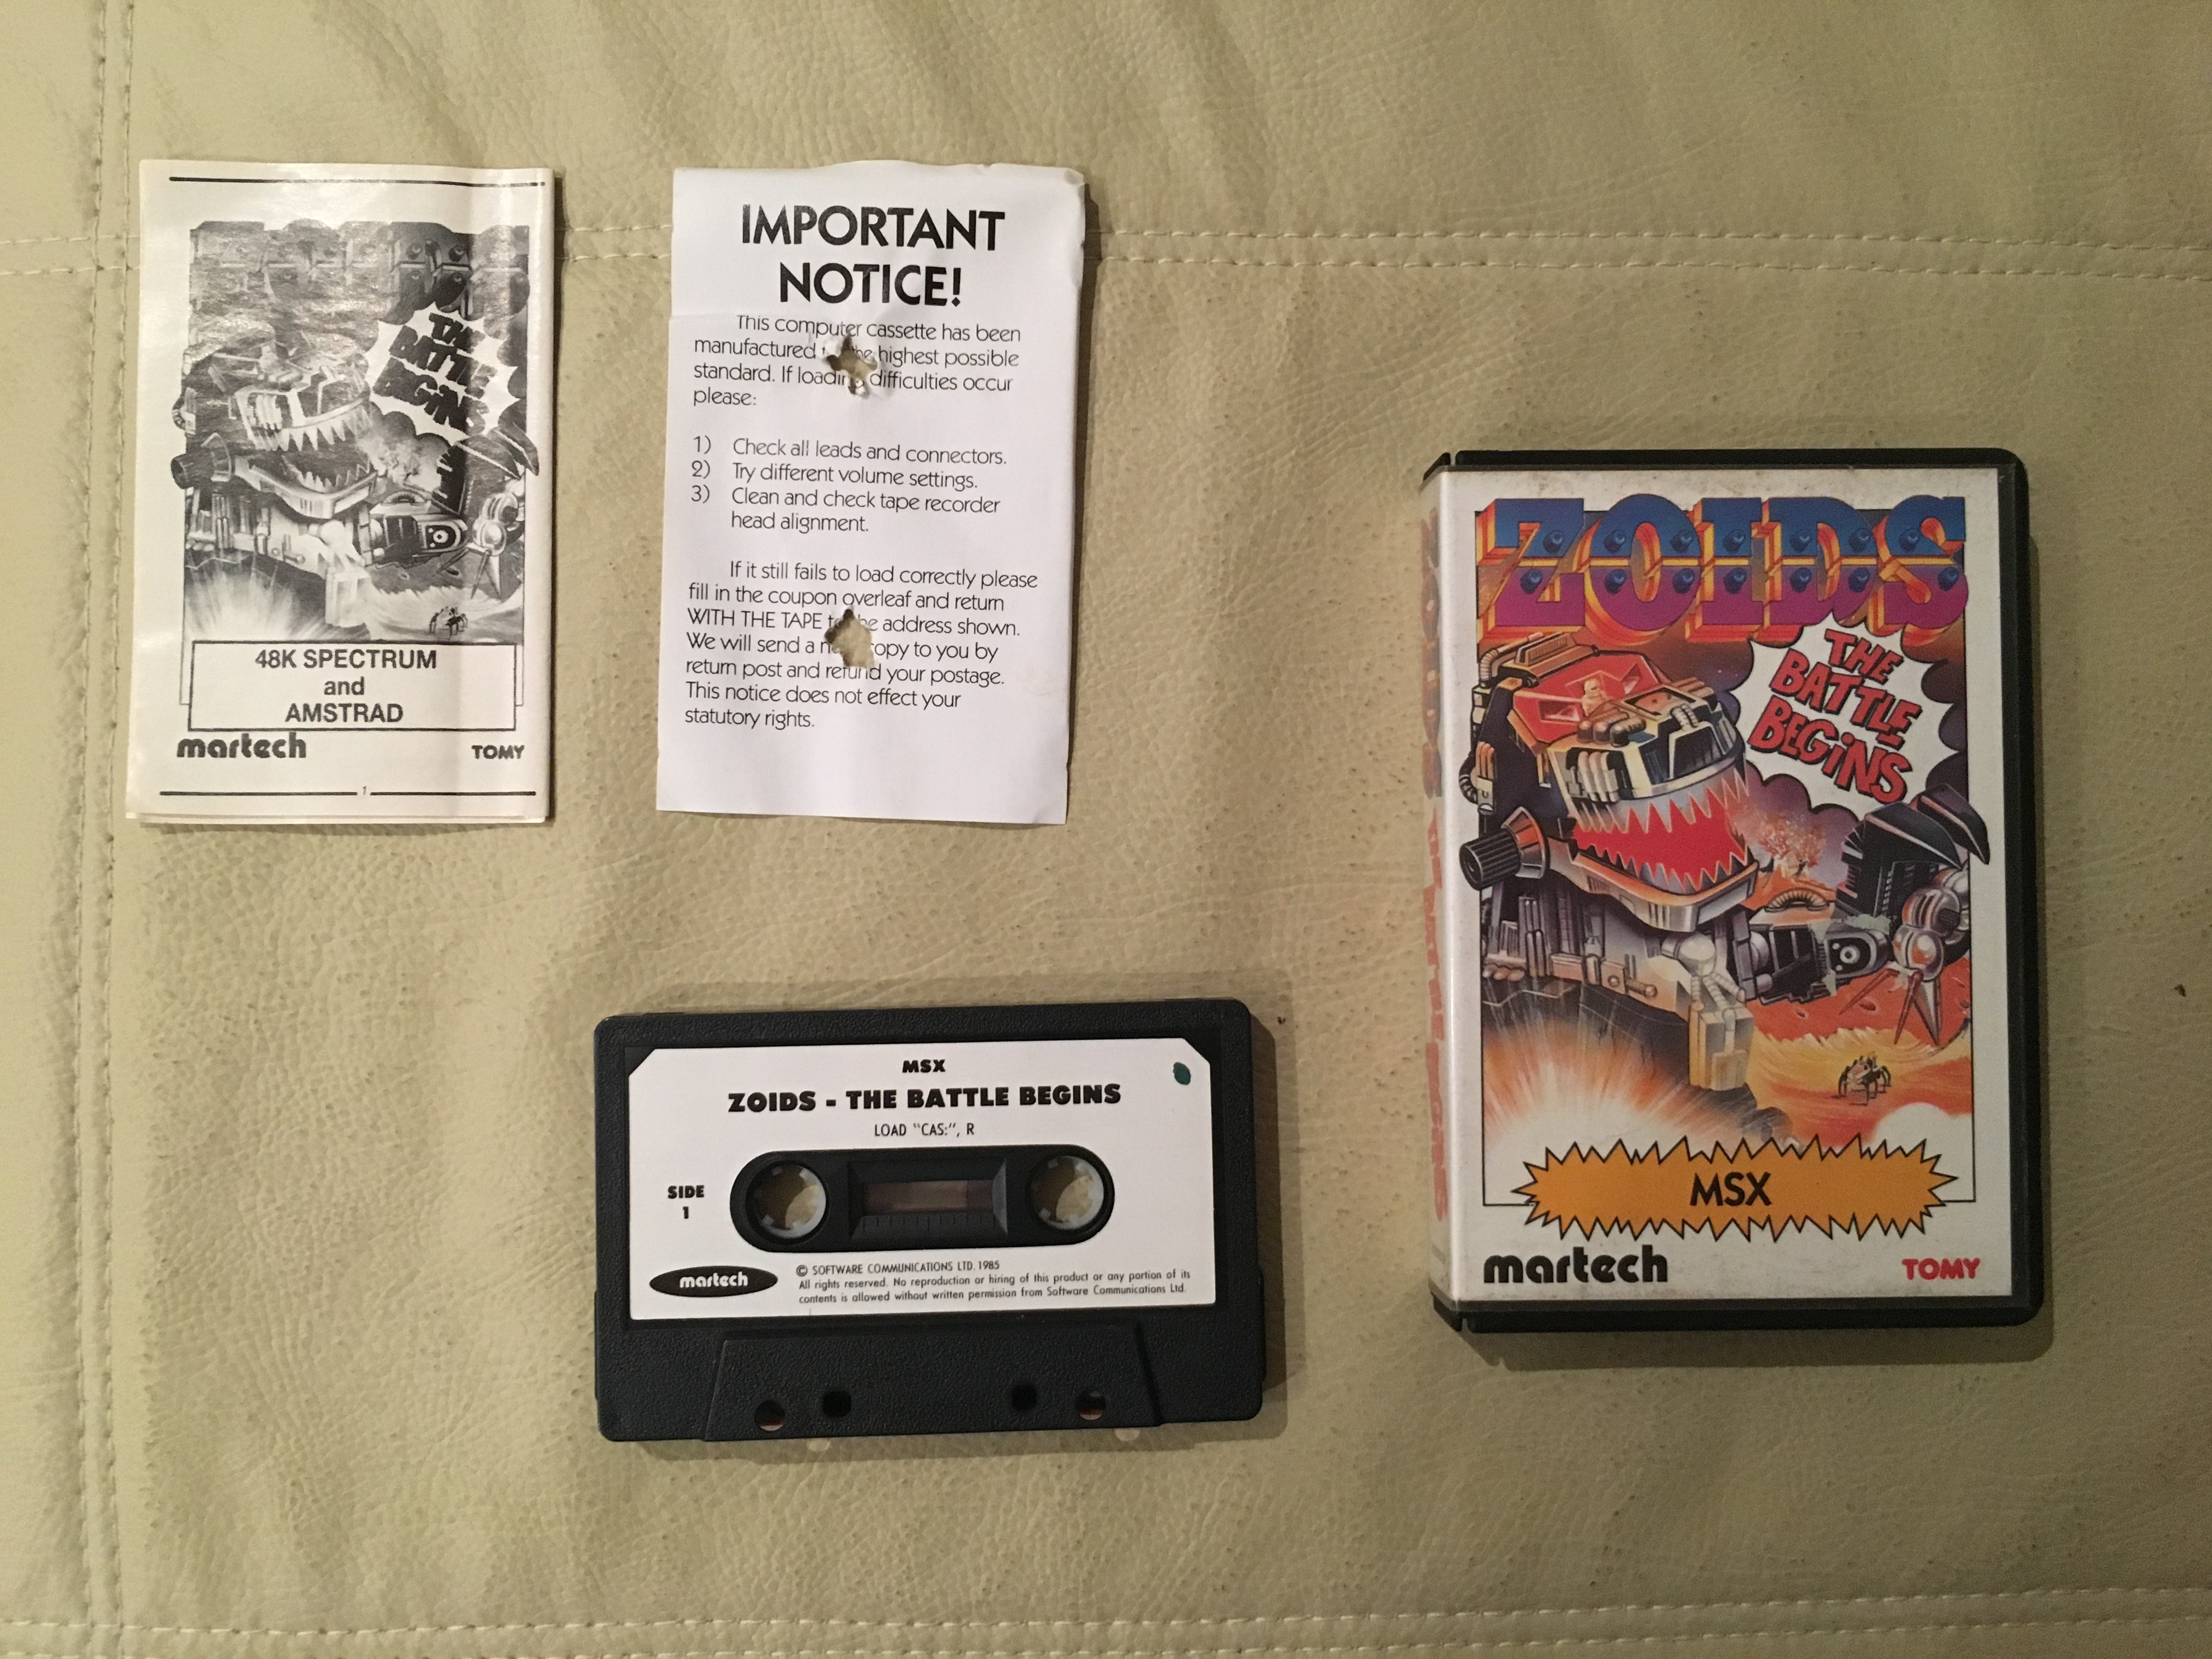 THE
BATTLE
BEGINS
48K SPECTRUM
and
AMSTRAD
martech
TOMY
1
IMPORTANT
NOTICE!
This computer cassette has been
manufactured he highest possible
standard. If loading difficulties occur
please:
1) Check all leads and connectors.
2) Try different volume settings.
3) Clean and check tape recorder
head alignment.
If it still fails to load correctly please
fill in the coupon overleaf and return
WITH THE TAPE t he address shown.
We will send a n copy to you by
return post and refund your postage.
This notice does not effect your
statutory rights.
ZOIDS
THE
BATTLE
BEGINS
MSX
martech
TOMY
MSX
ZOIDS - THE BATTLE BEGINS
LOAD "CAS:", R
SIDE
1
martech
© SOFTWARE COMMUNICATIONS LTD. 1985
All rights reserved. No reproduction or hiring of this product or any portion of its
contents is allowed without written permission from Software Communications Ltd.